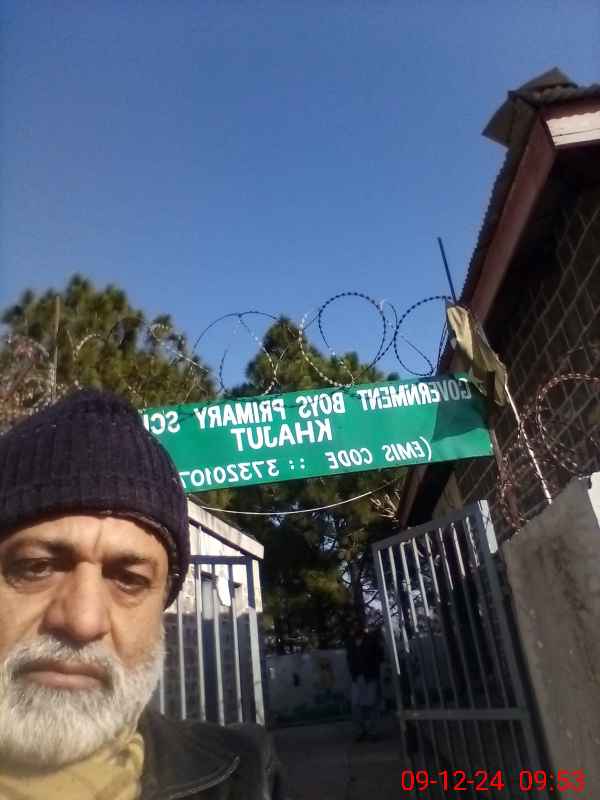 GOVERNMENT BOYS PRIMARY
KHAJUT
(EMIS CODE : 37320107
09-12-24 09:53